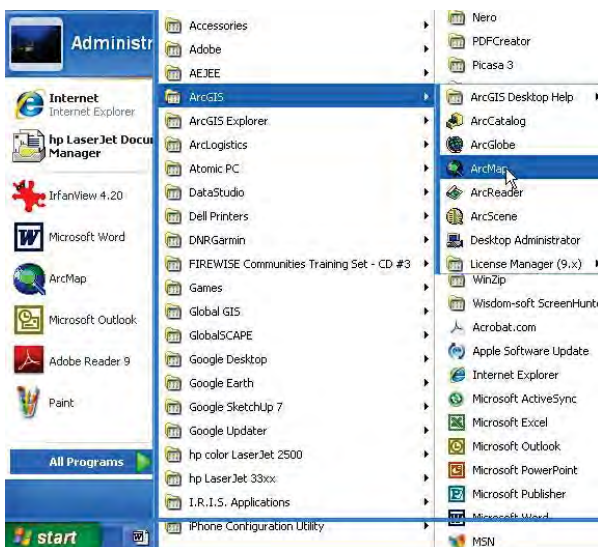 Administr
Internet
Internet Explorer
hp LaserJet Docu
Manager
IrfanView 4.20
Microsoft Word
ArcMap
Microsoft Outlook
Adobe Reader 9
Paint
All Programs
start
Accessories
Adobe
AEJEE
ArcGIS
ArcGIS Explorer
ArcLogistics
Atomic PC
DataStudio
Dell Printers
DNRGarmin
FIREWISE Communities Training Set - CD #3
Games
Global GIS
GlobalSCAPE
Google Desktop
Google Earth
Google SketchUp 7
Google Updater
hp color LaserJet 2500
hp LaserJet 33xx
I.R.I.S. Applications
iPhone Configuration Utility
Nero
PDFCreator
Picasa 3
ArcGIS Desktop Help
ArcCatalog
ArcGlobe
ArcMap
ArcReader
ArcScene
Desktop Administrator
License Manager (9.x)
WinZip
Wisdom-soft ScreenHunte
Acrobat.com
Apple Software Update
Internet Explorer
Microsoft ActiveSync
Microsoft Excel
Microsoft Outlook
Microsoft PowerPoint
Microsoft Publisher
Microsoft Word
MSN